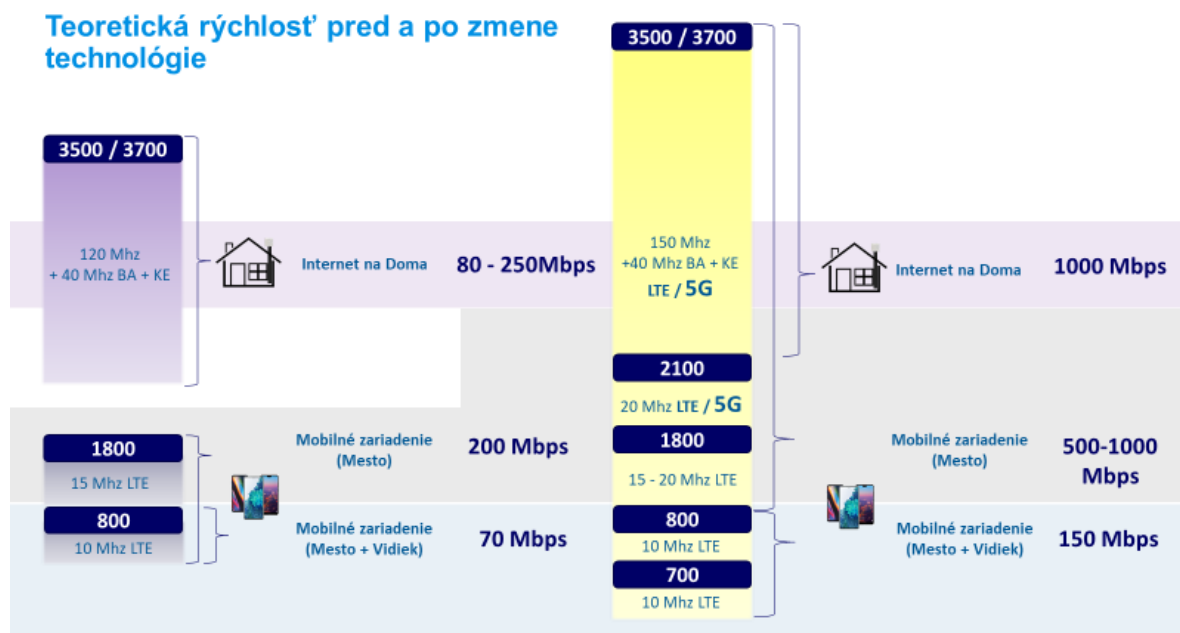 Teoretická rýchlosť pred a po zmene
technológie
3500 / 3700
120 Mhz
+ 40 Mhz BA + KE
Internet na Doma
80 - 250Mbps
1800
15 Mhz LTE
Mobilné zariadenie
(Mesto)
200 Mbps
800
10 Mhz LTE
Mobilné zariadenie
(Mesto + Vidiek)
70 Mbps
3500 / 3700
150 Mhz
+40 Mhz BA + KE
LTE / 5G
Internet na Doma
1000 Mbps
2100
20 Mhz LTE / 5G
1800
15 - 20 Mhz LTE
Mobilné zariadenie
(Mesto)
500-1000
Mbps
800
10 Mhz LTE
700
10 Mhz LTE
Mobilné zariadenie
(Mesto + Vidiek)
150 Mbps